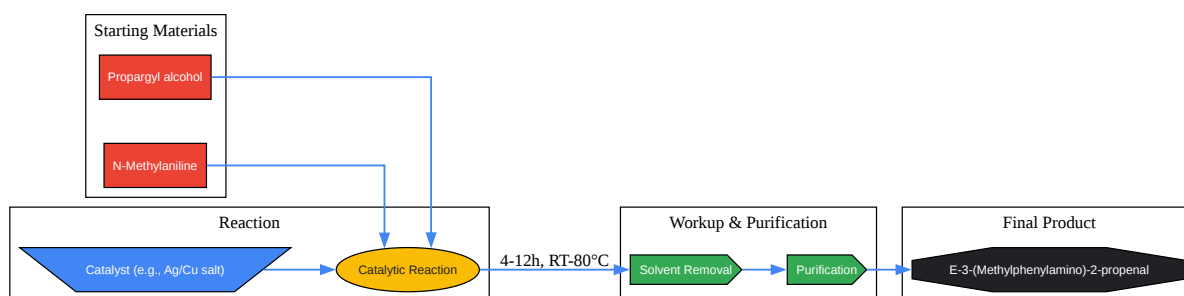 Starting Materials
Propargyl alcohol
N-Methylaniline
Reaction
Catalyst (e.g., Ag/Cu salt)
Catalytic Reaction
4-12h, RT-80°C
Workup & Purification
Solvent Removal
Purification
Final Product
E-3-(Methylphenylamino)-2-propenal